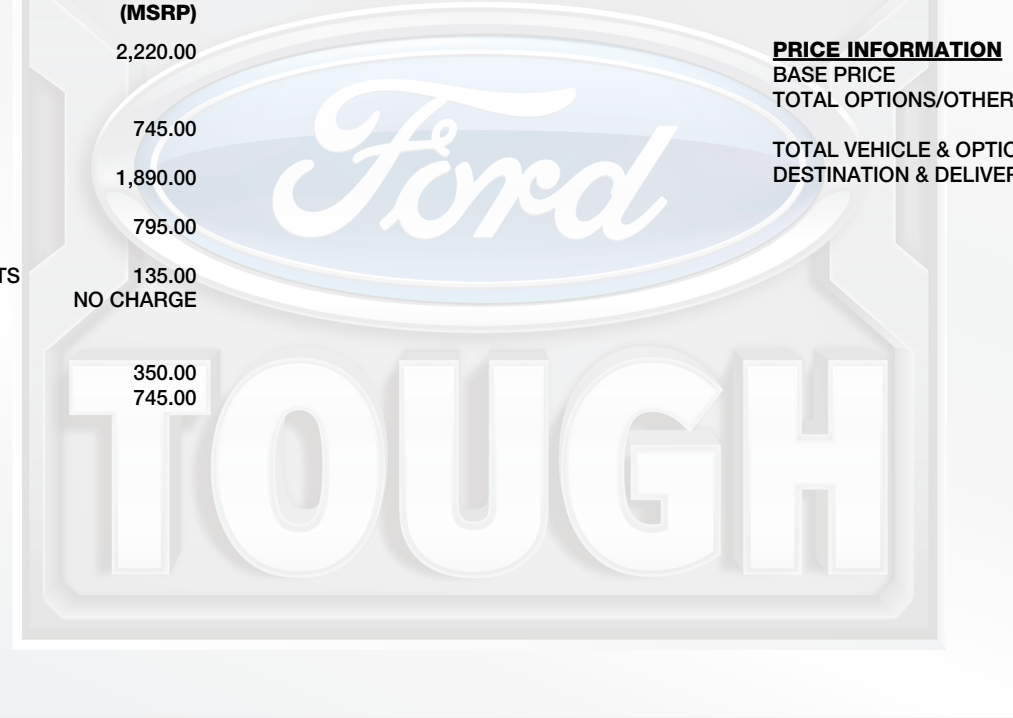 (MSRP)
2,220.00
745.00
1,890.00
795.00
TS 135.00
NO CHARGE
350.00
745.00
PRICE INFORMATION
BASE PRICE
TOTAL OPTIONS/OTHER
TOTAL VEHICLE & OPTIO
DESTINATION & DELIVER
Ford
TOUGH